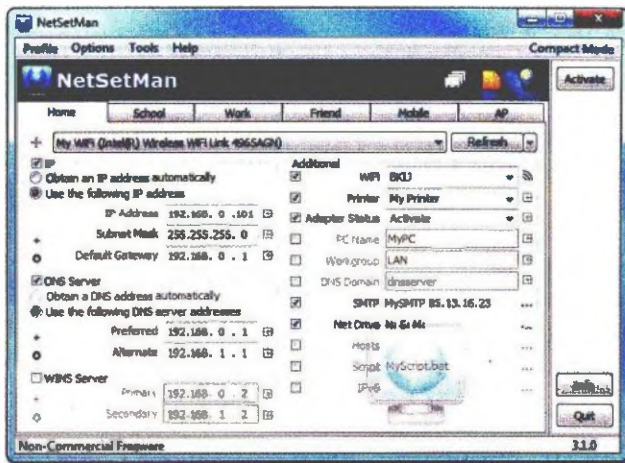 NetSetMan
Profile Options Tools Help Compact Mode
NetSetMan
Activate
Home School Work Friend Mobile AP
My WiFi (Intel(R) Wireless WiFi Link 4965AGN) Refresh
IP
Obtain an IP address automatically
Use the following IP address
IP Address 192.168. 0 .101
Subnet Mask 255.255.255. 0
Default Gateway 192.168. 0 . 1
DNS Server
Obtain a DNS address automatically
Use the following DNS server addresses
Preferred 192.168. 0 . 1
Alternate 192.168. 1 . 1
WINS Server
Primary 192.168. 0 . 2
Secondary 192.168. 1 . 2
Additional
WiFi BKU
Printer My Printer
Adapter Status Activate
PC Name MyPC
Workgroup LAN
DNS Domain dnsserver
SMTP MySMTP 85.13.16.23
Net Drive
Hosts
Script MyScript.bat
IPv6
Quit
Non-Commercial Freeware 3.1.0